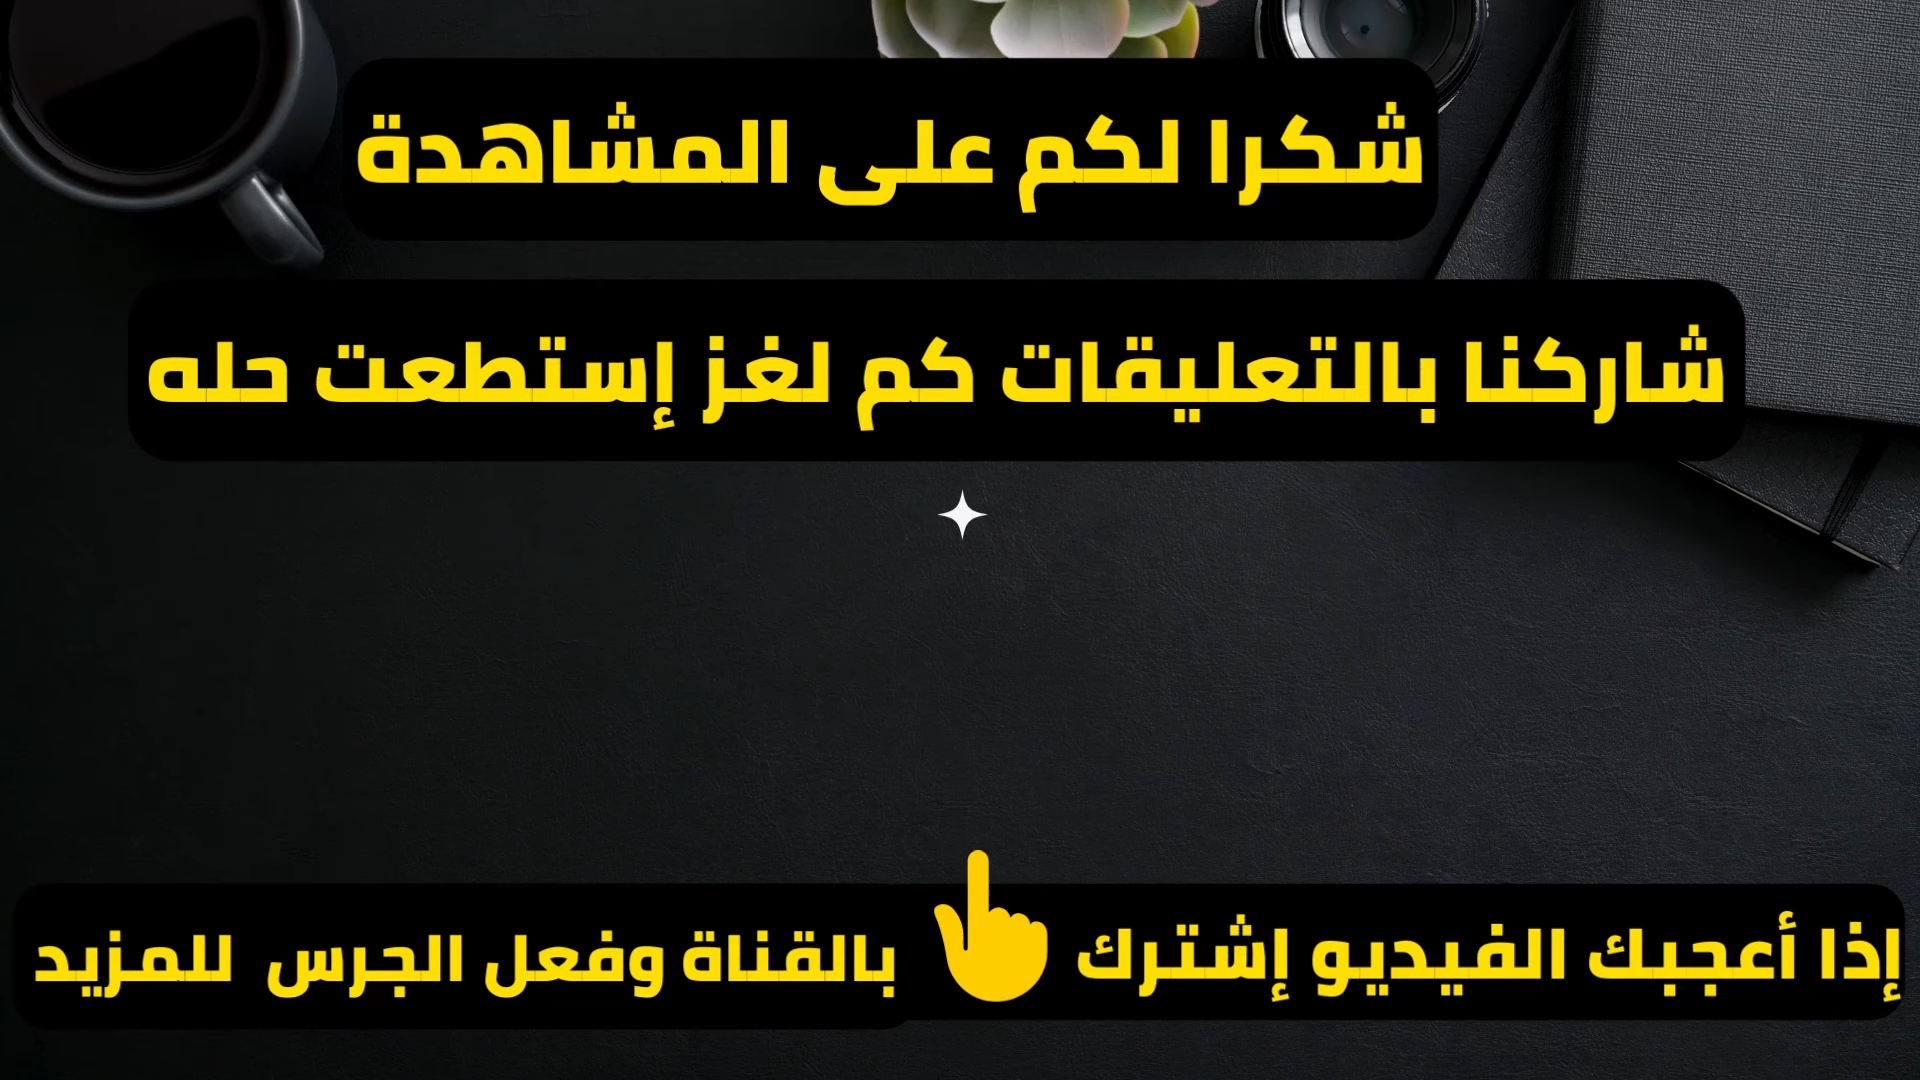 شكرا لكم على المشاهدة
شاركنا بالتعليقات كم لغز إستطعت حله
إذا أعجبك الفيديو إشترك بالقناة وفعل الجرس للمزيد